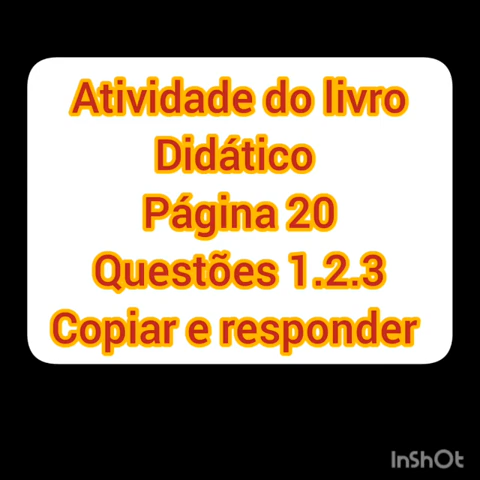 Atividade do livro
Didático
Página 20
Questões 1.2.3
Copiar e responder
InShOt